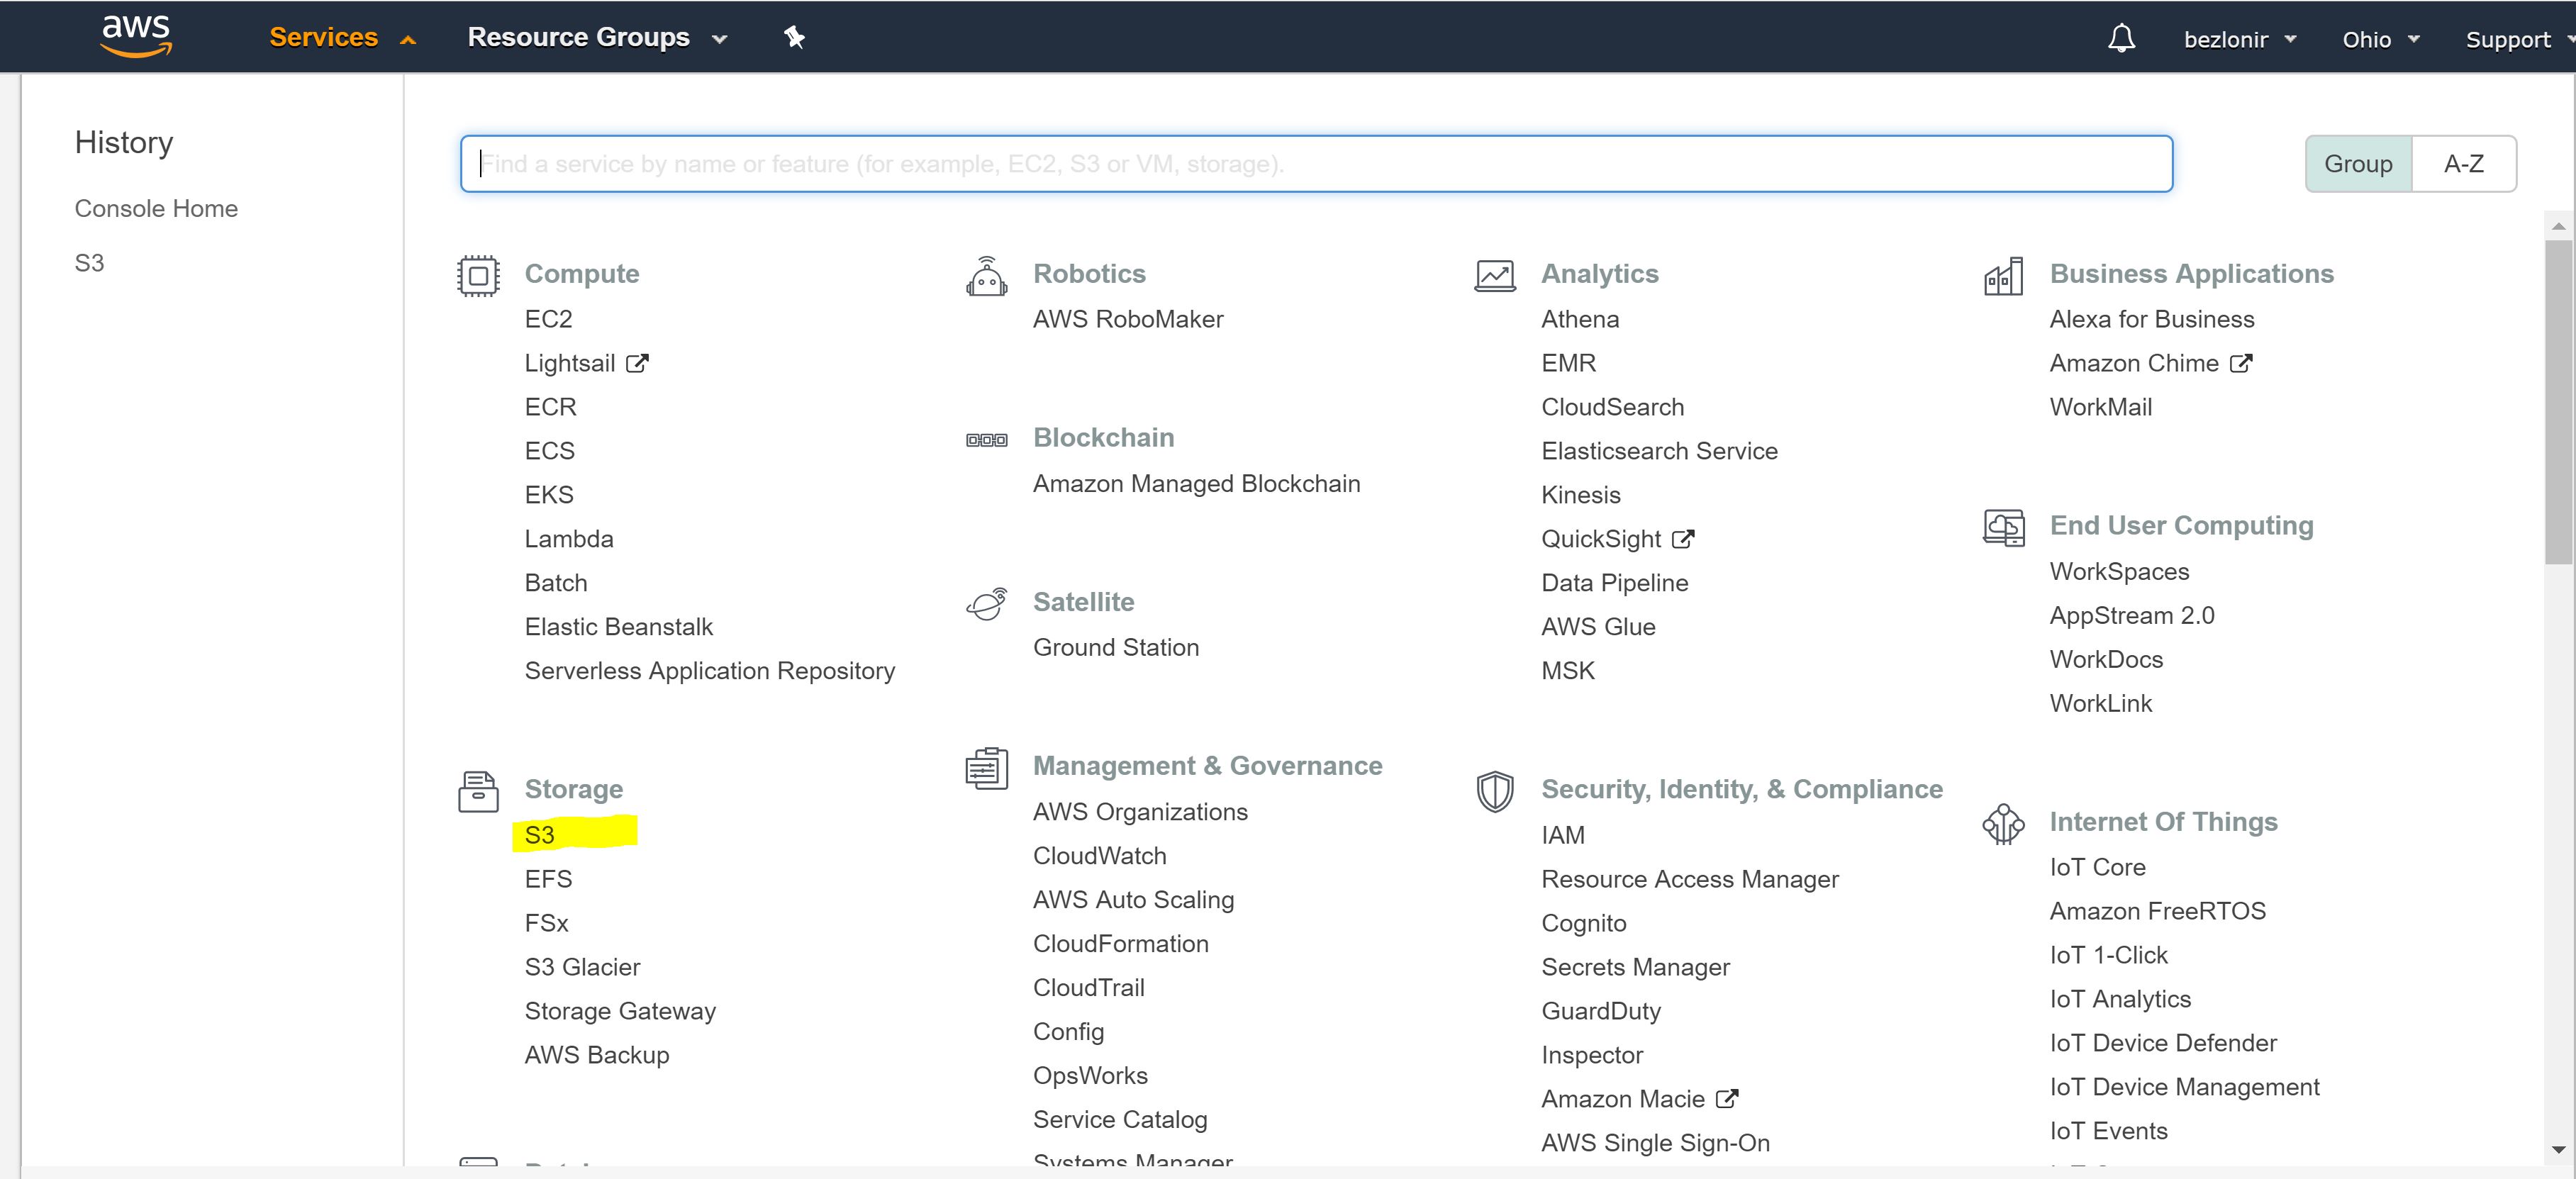 aws
Services
Resource Groups
bezlonir
Ohio
Support
History
Console Home
S3
Find a service by name or feature (for example, EC2, S3 or VM, storage).
Group
A-Z
Compute
EC2
Lightsail
ECR
ECS
EKS
Lambda
Batch
Elastic Beanstalk
Serverless Application Repository
Storage
S3
EFS
FSx
S3 Glacier
Storage Gateway
AWS Backup
Robotics
AWS RoboMaker
Blockchain
Amazon Managed Blockchain
Satellite
Ground Station
Management & Governance
AWS Organizations
CloudWatch
AWS Auto Scaling
CloudFormation
CloudTrail
Config
OpsWorks
Service Catalog
Systems Manager
Analytics
Athena
EMR
CloudSearch
Elasticsearch Service
Kinesis
QuickSight
Data Pipeline
AWS Glue
MSK
Security, Identity, & Compliance
IAM
Resource Access Manager
Cognito
Secrets Manager
GuardDuty
Inspector
Amazon Macie
AWS Single Sign-On
Business Applications
Alexa for Business
Amazon Chime
WorkMail
End User Computing
WorkSpaces
AppStream 2.0
WorkDocs
WorkLink
Internet Of Things
IoT Core
Amazon FreeRTOS
IoT 1-Click
IoT Analytics
IoT Device Defender
IoT Device Management
IoT Events